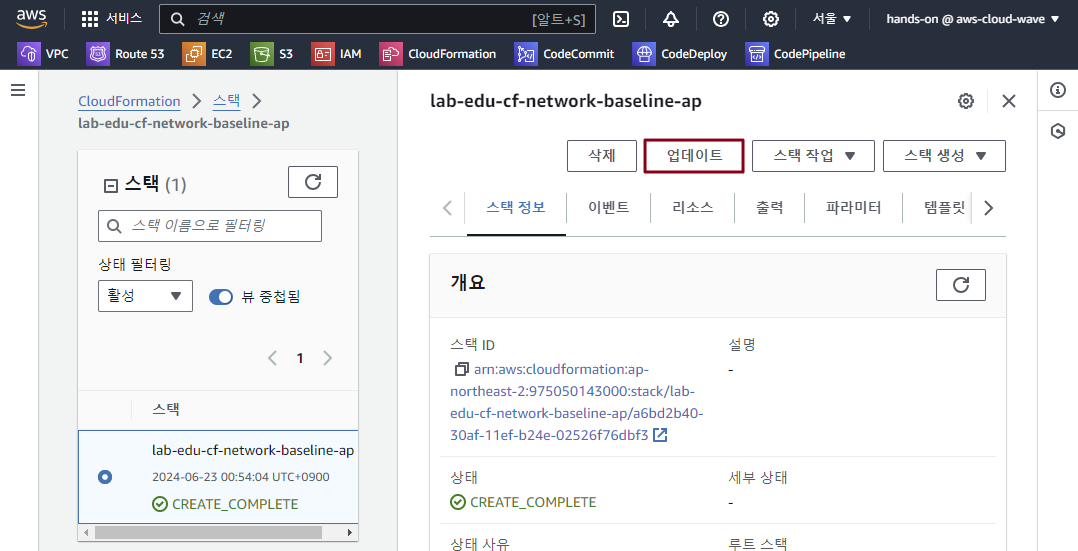 aws 서비스 검색 [알트+S] 서울 hands-on @ aws-cloud-wave
VPC Route 53 EC2 S3 IAM CloudFormation CodeCommit CodeDeploy CodePipeline
CloudFormation 스택
lab-edu-cf-network-baseline-ap
스택 (1)
스택 이름으로 필터링
상태 필터링
활성 뷰 중첩됨
1
스택
lab-edu-cf-network-baseline-ap
2024-06-23 00:54:04 UTC+0900
CREATE_COMPLETE
lab-edu-cf-network-baseline-ap
삭제 업데이트 스택 작업 스택 생성
스택 정보 이벤트 리소스 출력 파라미터 템플릿
개요
스택 ID
arn:aws:cloudformation:ap-
northeast-2:975050143000:stack/lab-
edu-cf-network-baseline-ap/a6bd2b40-
30af-11ef-b24e-02526f76dbf3
설명
-
상태
CREATE_COMPLETE
세부 상태
-
상태 사유
루트 스택